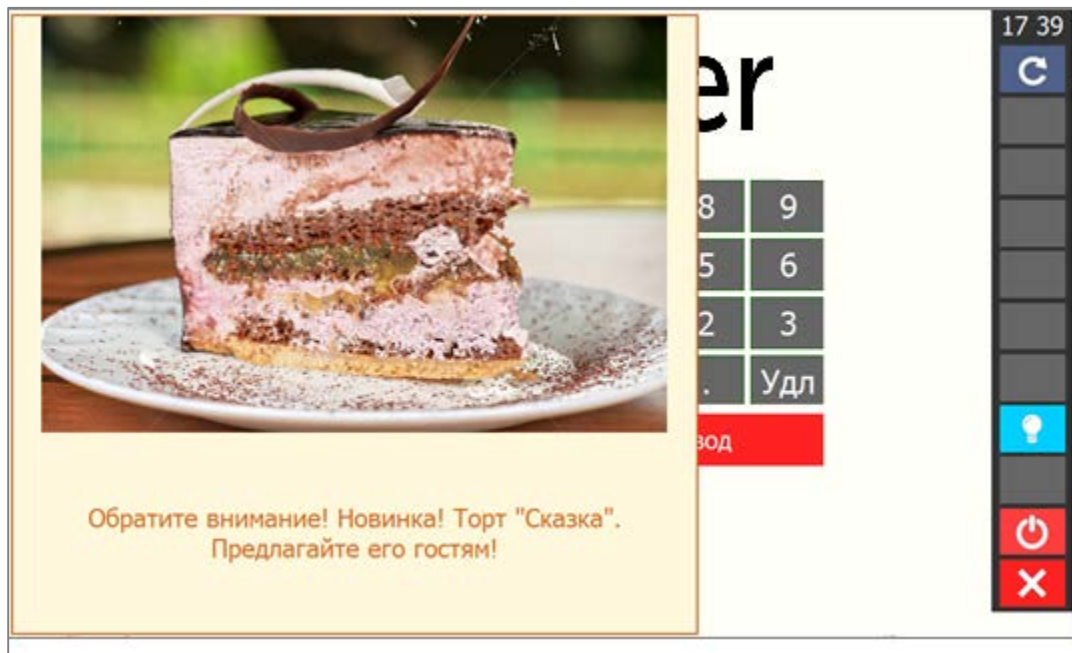 er
17 39
8 9
5 6
2 3
. Удл
вод
Обратите внимание! Новинка! Торт "Сказка".
Предлагайте его гостям!